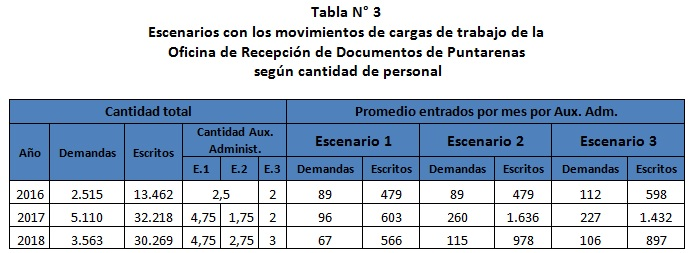 Tabla N° 3
Escenarios con los movimientos de cargas de trabajo de la
Oficina de Recepción de Documentos de Puntarenas
según cantidad de personal
Cantidad total Promedio entrados por mes por Aux. Adm.
Año Demandas Escritos Cantidad Aux. Administ. Escenario 1 Escenario 2 Escenario 3
E.1 E.2 E.3 Demandas Escritos Demandas Escritos Demandas Escritos
2016 2.515 13.462 2,5 2 89 479 89 479 112 598
2017 5.110 32.218 4,75 1,75 2 96 603 260 1.636 227 1.432
2018 3.563 30.269 4,75 2,75 3 67 566 115 978 106 897